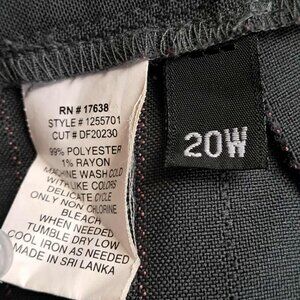 RN # 17638
STYLE # 1255701
CUT # DF20230
99% POLYESTER
1% RAYON
MACHINE WASH COLD
WITH LIKE COLORS
DELICATE CYCLE
ONLY NON CHLORINE
BLEACH
WHEN NEEDED
TUMBLE DRY LOW
COOL IRON AS NEEDED
MADE IN SRI LANKA
20W